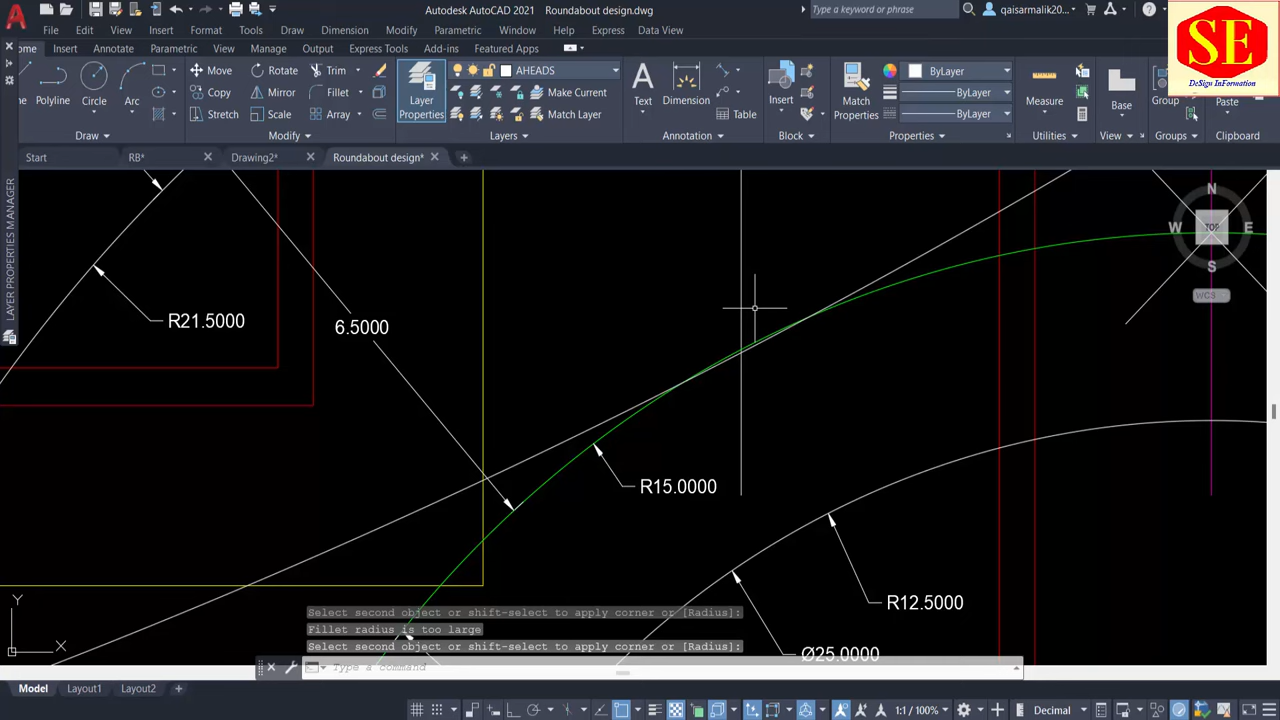 Autodesk AutoCAD 2021 Roundabout design.dwg
Type a keyword or phrase
qaisarmalik20...
File Edit View Insert Format Tools Draw Dimension Modify Parametric Window Help Express Data View
ome Insert Annotate Parametric View Manage Output Express Tools Add-ins Featured Apps
SE
DeSign InFormation
Polyline
Circle
Arc
Draw
Move
Rotate
Trim
Copy
Mirror
Fillet
Stretch
Scale
Array
Modify
Layer
Properties
AHEADS
Make Current
Match Layer
Layers
Text
Dimension
Table
Annotation
Insert
Block
Match
Properties
ByLayer
ByLayer
ByLayer
Properties
Measure
Utilities
Base
View
Group
Groups
Paste
Clipboard
Start
RB*
Drawing2*
Roundabout design*
LAYER PROPERTIES MANAGER
N
W TOP E
S
WCS
R21.5000
6.5000
R15.0000
R12.5000
Ø25.0000
Y
X
Select second object or shift-select to apply corner or [Radius]:
Fillet radius is too large
Select second object or shift-select to apply corner or [Radius]:
Type a command
Model Layout1 Layout2
1:1 / 100%
Decimal